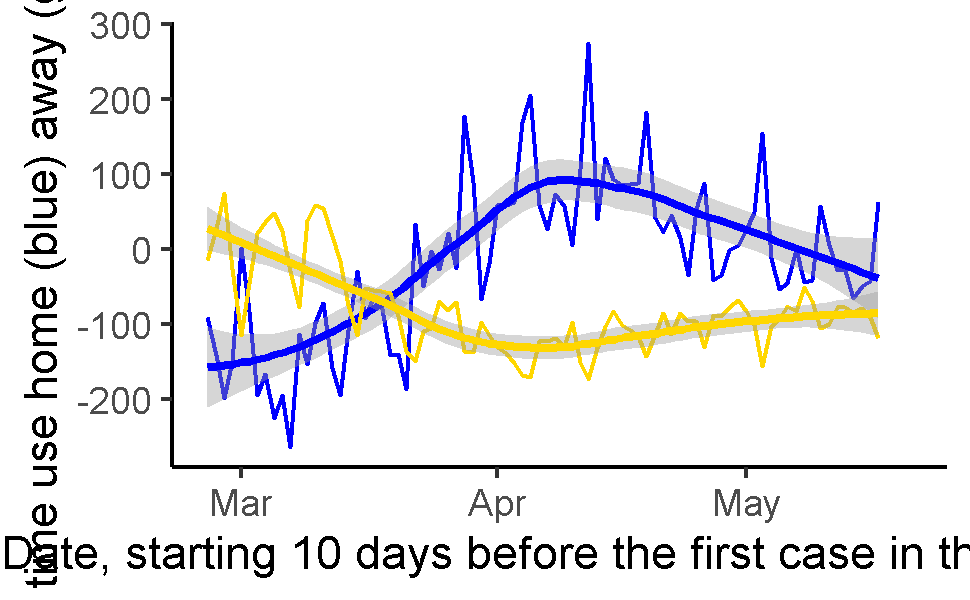 time use home (blue) away (
300
200
100
0
-100
-200
Mar Apr May
Date, starting 10 days before the first case in th